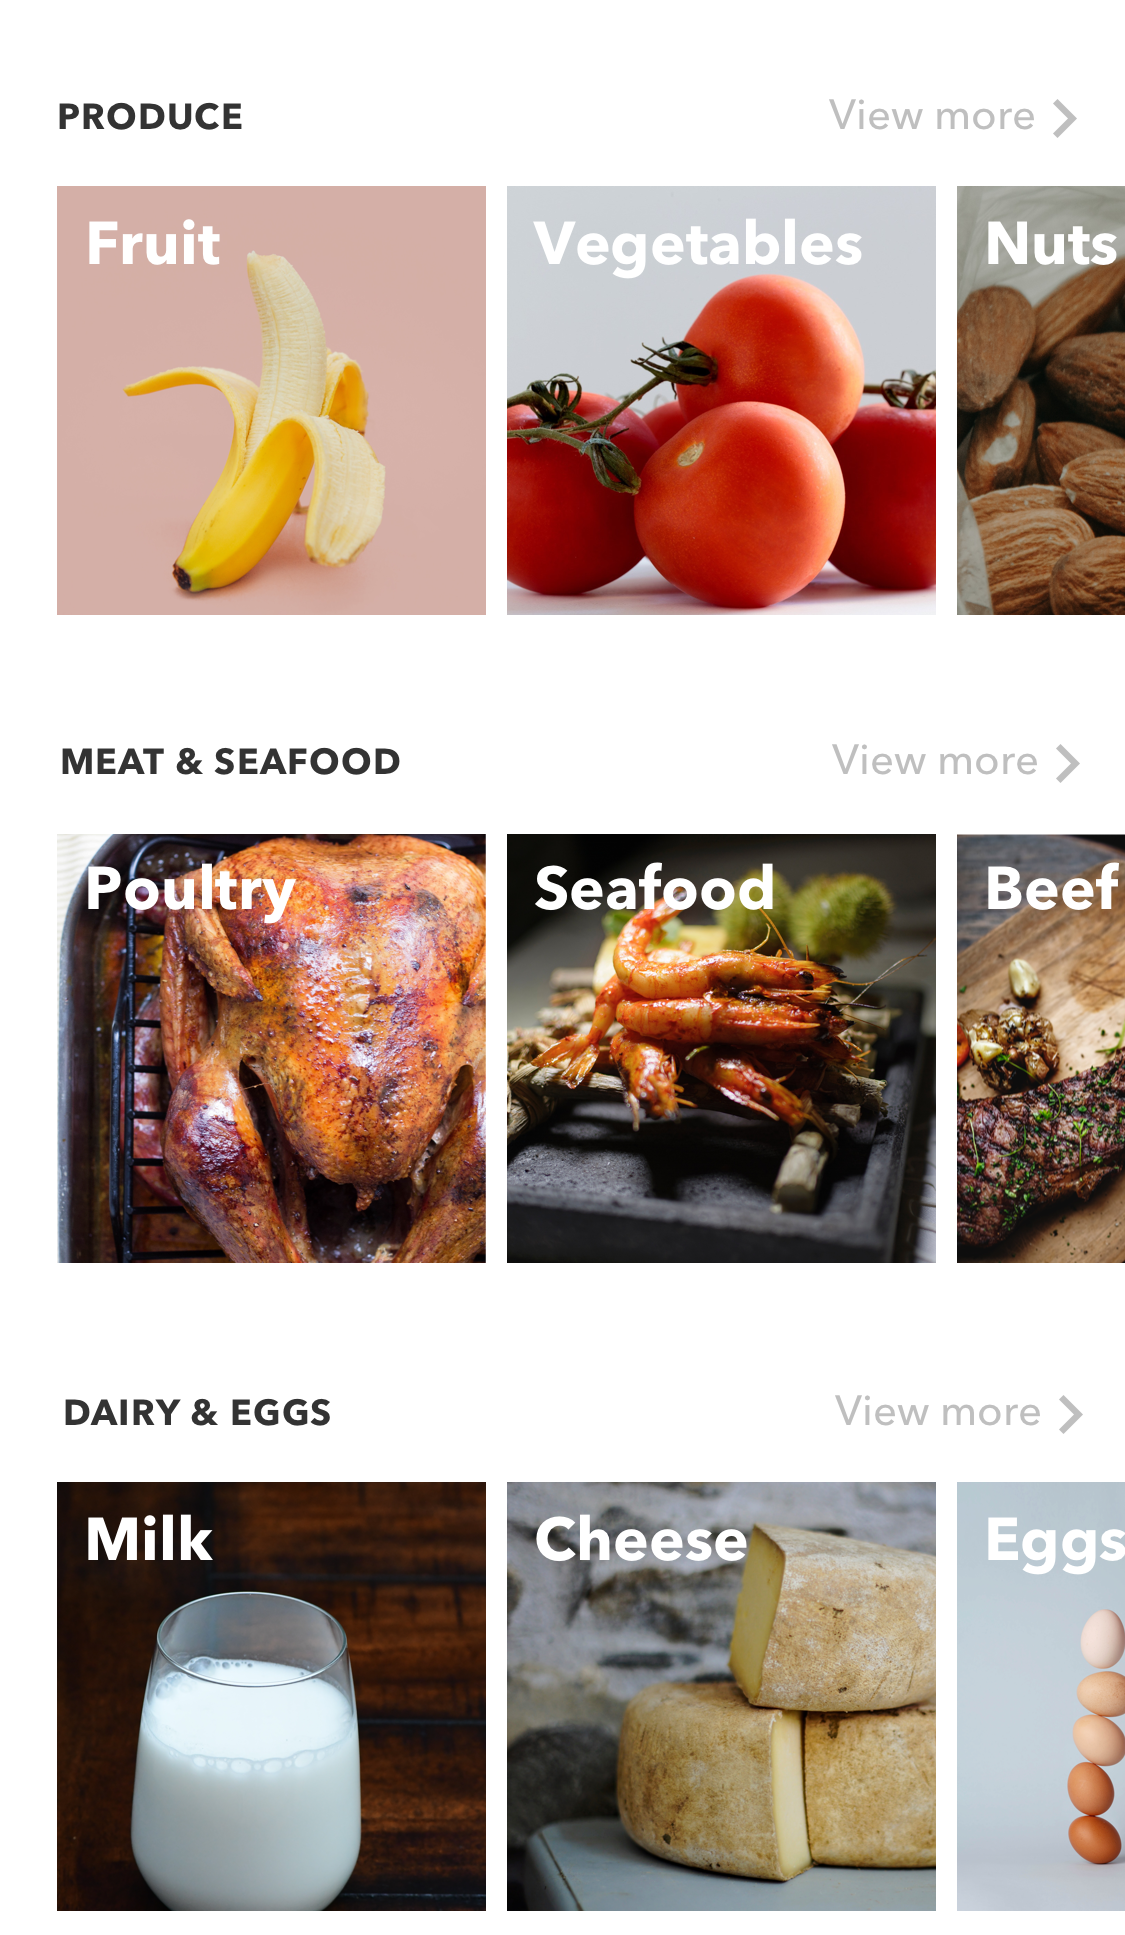 PRODUCE
View more
Fruit
Vegetables
Nuts
MEAT & SEAFOOD
View more
Poultry
Seafood
Beef
DAIRY & EGGS
View more
Milk
Cheese
Eggs